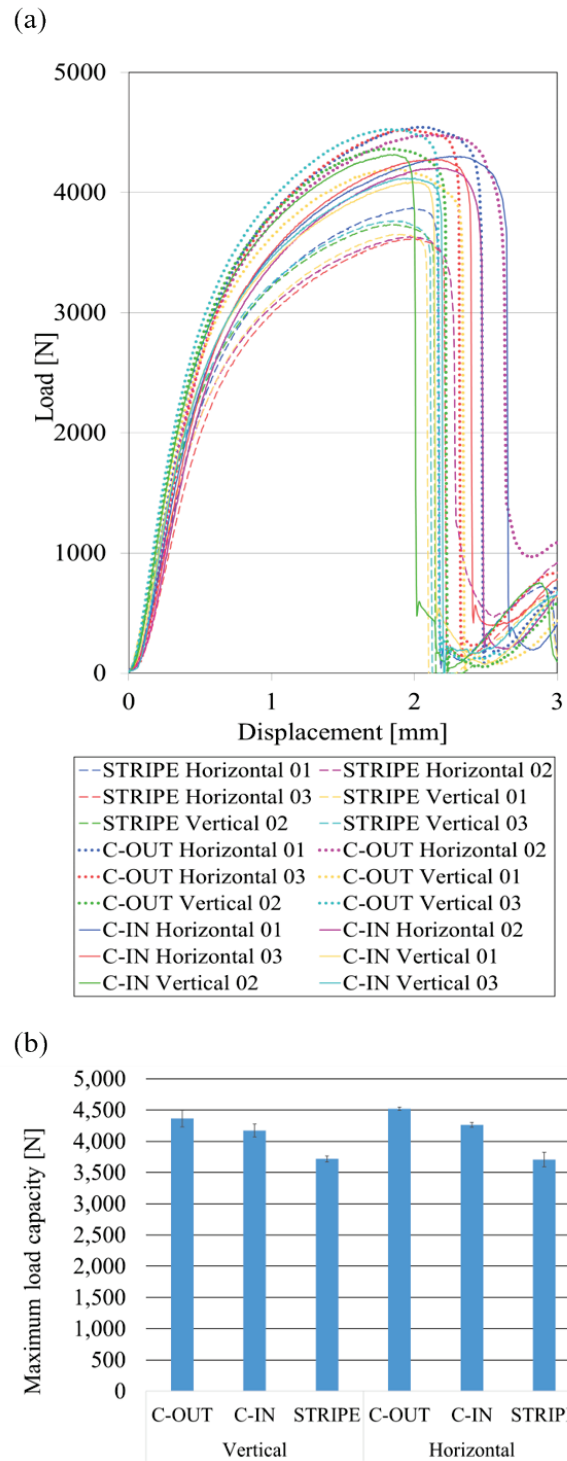 (a)
5000
4000
3000
2000
1000
0
Load [N]
0 1 2 3
Displacement [mm]
STRIPE Horizontal 01 STRIPE Horizontal 02
STRIPE Horizontal 03 STRIPE Vertical 01
STRIPE Vertical 02 STRIPE Vertical 03
C-OUT Horizontal 01 C-OUT Horizontal 02
C-OUT Horizontal 03 C-OUT Vertical 01
C-OUT Vertical 02 C-OUT Vertical 03
C-IN Horizontal 01 C-IN Horizontal 02
C-IN Horizontal 03 C-IN Vertical 01
C-IN Vertical 02 C-IN Vertical 03
(b)
5,000
4,500
4,000
3,500
3,000
2,500
2,000
1,500
1,000
500
0
Maximum load capacity [N]
C-OUT C-IN STRIPE C-OUT C-IN STRIP
Vertical Horizontal